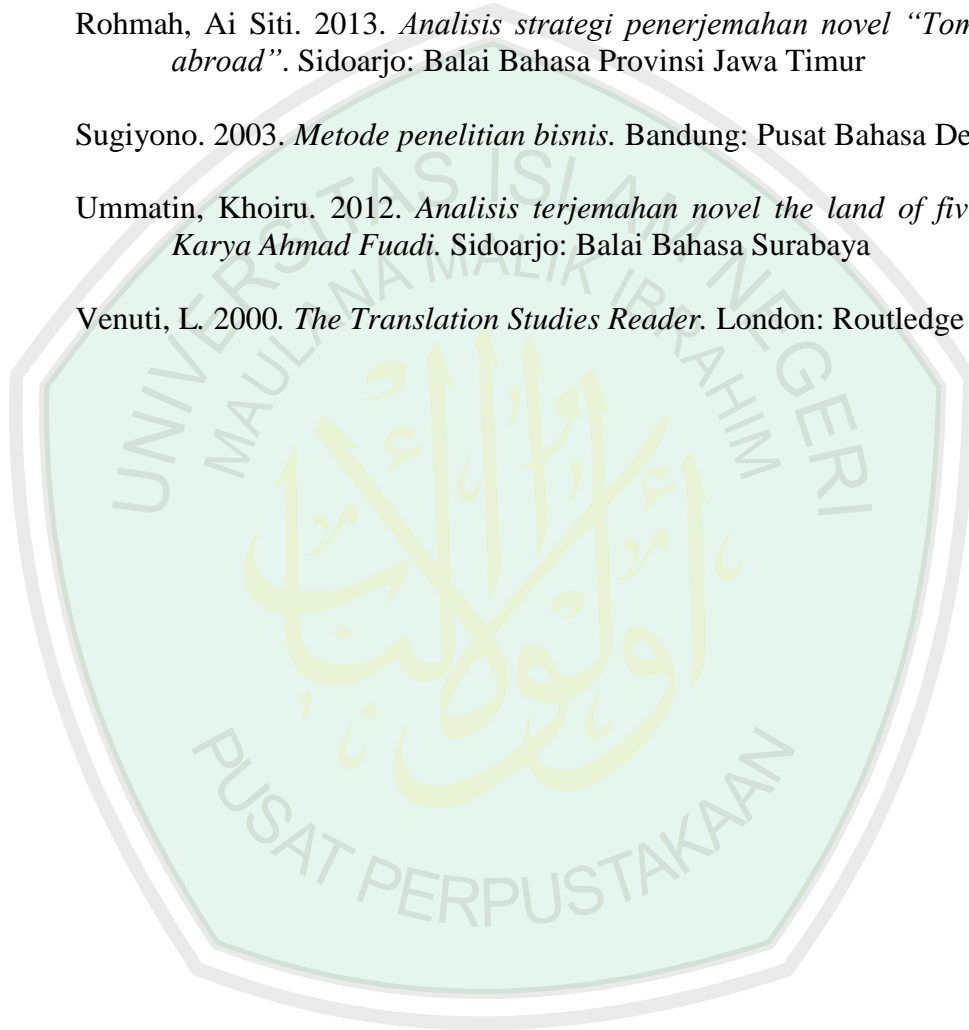 Rohmah, Ai Siti. 2013. Analisis strategi penerjemahan novel “Tom
abroad”. Sidoarjo: Balai Bahasa Provinsi Jawa Timur
Sugiyono. 2003. Metode penelitian bisnis. Bandung: Pusat Bahasa De
Ummatin, Khoiru. 2012. Analisis terjemahan novel the land of fiv
Karya Ahmad Fuadi. Sidoarjo: Balai Bahasa Surabaya
Venuti, L. 2000. The Translation Studies Reader. London: Routledge
UNIVERSITAS ISLAM NEGERI
MAULANA MALIK IBRAHIM
أولو الألباب
PUSAT PERPUSTAKAAN